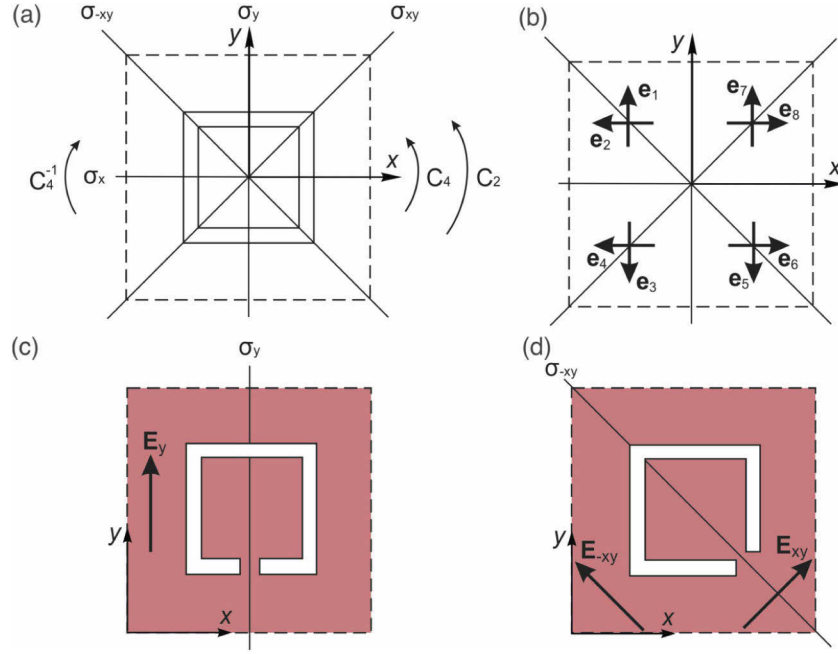 (a)
σ-xy
σy
σxy
y
x
C4-1
σx
C4
C2
(b)
y
x
e1
e2
e7
e8
e4
e3
e5
e6
(c)
σy
Ey
y
x
(d)
σ-xy
E-xy
Exy
y
x